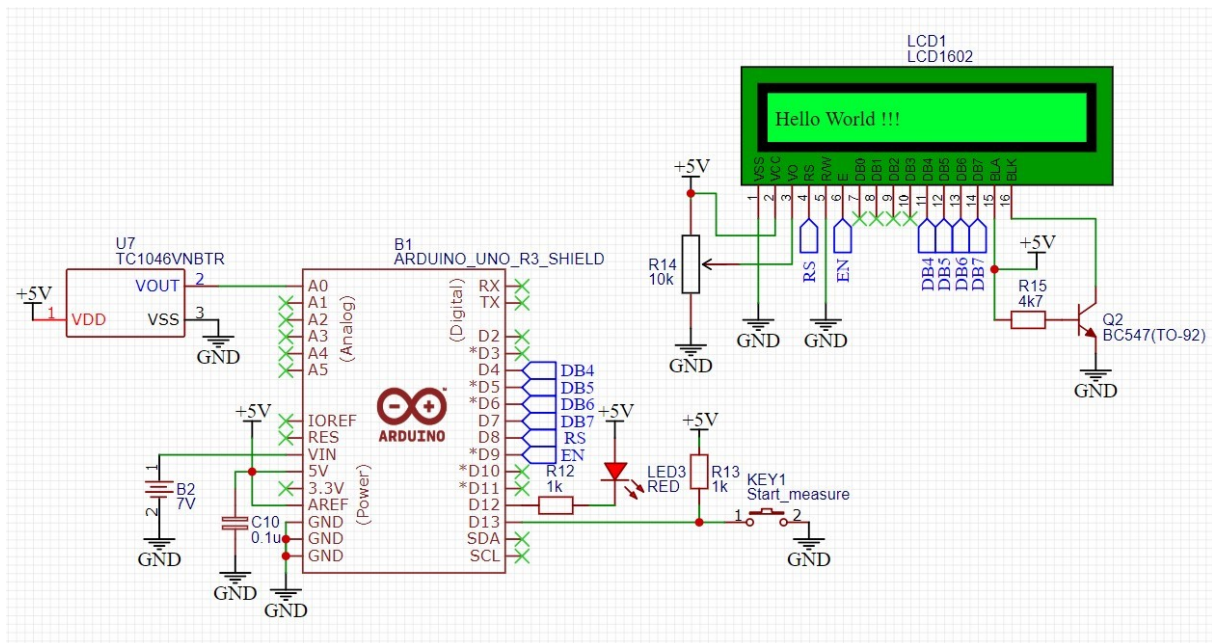 LCD1
LCD1602
Hello World !!!
VSS
VCC
VO
RS
R/W
E
DB0
DB1
DB2
DB3
DB4
DB5
DB6
DB7
BLA
BLK
1
2
3
4
5
6
7
8
9
10
11
12
13
14
15
16
+5V
R14
10k
GND
GND
RS
GND
EN
DB4
DB5
DB6
DB7
+5V
R15
4k7
Q2
BC547(TO-92)
GND
U7
TC1046VNBTR
VOUT 2
+5V
1 VDD
VSS 3
GND
B1
ARDUINO_UNO_R3_SHIELD
A0
A1
A2
A3
A4
A5
(Analog)
IOREF
RES
VIN
5V
3.3V
AREF
GND
GND
GND
(Power)
ARDUINO
(Digital)
RX
TX
D2
*D3
D4 DB4
*D5 DB5
*D6 DB6
D7 DB7
D8 RS
*D9 EN
*D10
*D11
D12
D13
SDA
SCL
+5V
1
B2
7V
2
GND
C10
0.1u
GND
GND
R12
1k
+5V
LED3
RED
+5V
R13
1k
KEY1
Start_measure
1 2
GND